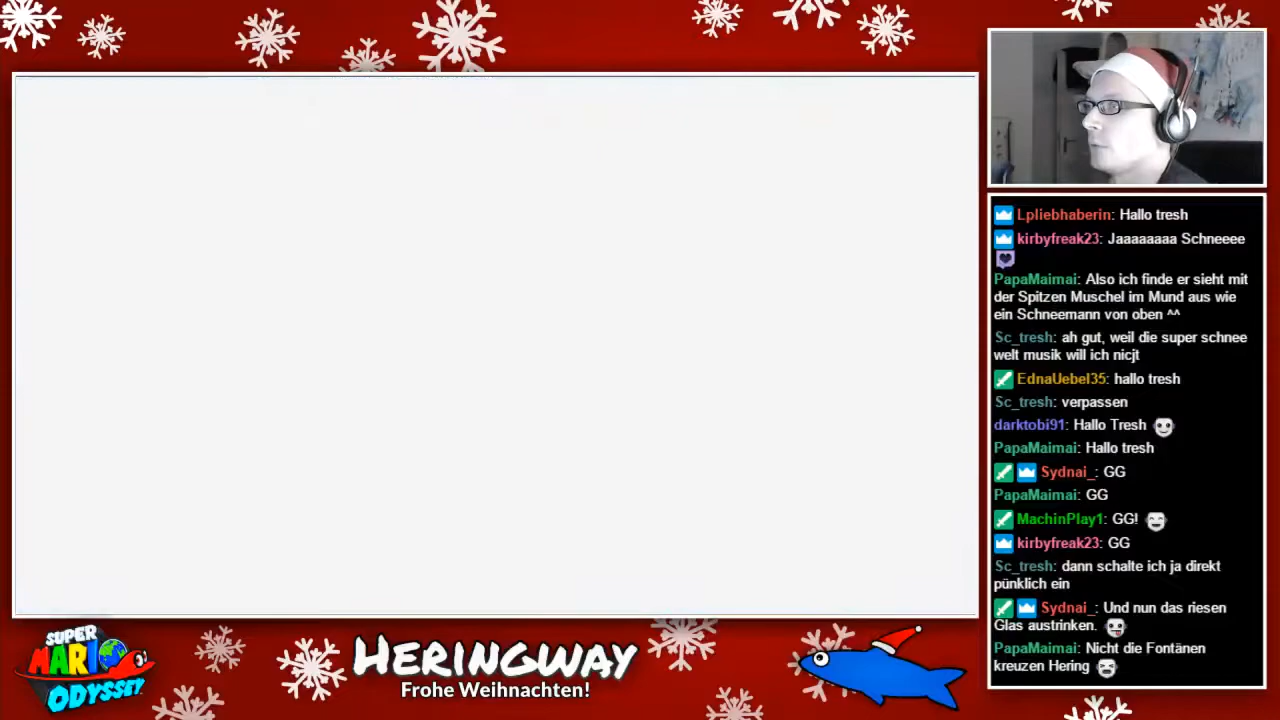 Lpliebhaberin: Hallo tresh
kirbyfreak23: Jaaaaaaaa Schneeee
PapaMaimai: Also ich finde er sieht mit
der Spitzen Muschel im Mund aus wie
ein Schneemann von oben ^^
Sc_tresh: ah gut, weil die super schnee
welt musik will ich nicjt
EdnaUebel35: hallo tresh
Sc_tresh: verpassen
darktobi91: Hallo Tresh
PapaMaimai: Hallo tresh
Sydnai_: GG
PapaMaimai: GG
MachinPlay1: GG!
kirbyfreak23: GG
Sc_tresh: dann schalte ich ja direkt
pünklich ein
Sydnai_: Und nun das riesen
Glas austrinken.
PapaMaimai: Nicht die Fontänen
kreuzen Hering
SUPER
MARIO
ODYSSEY
HERINGWAY
Frohe Weihnachten!